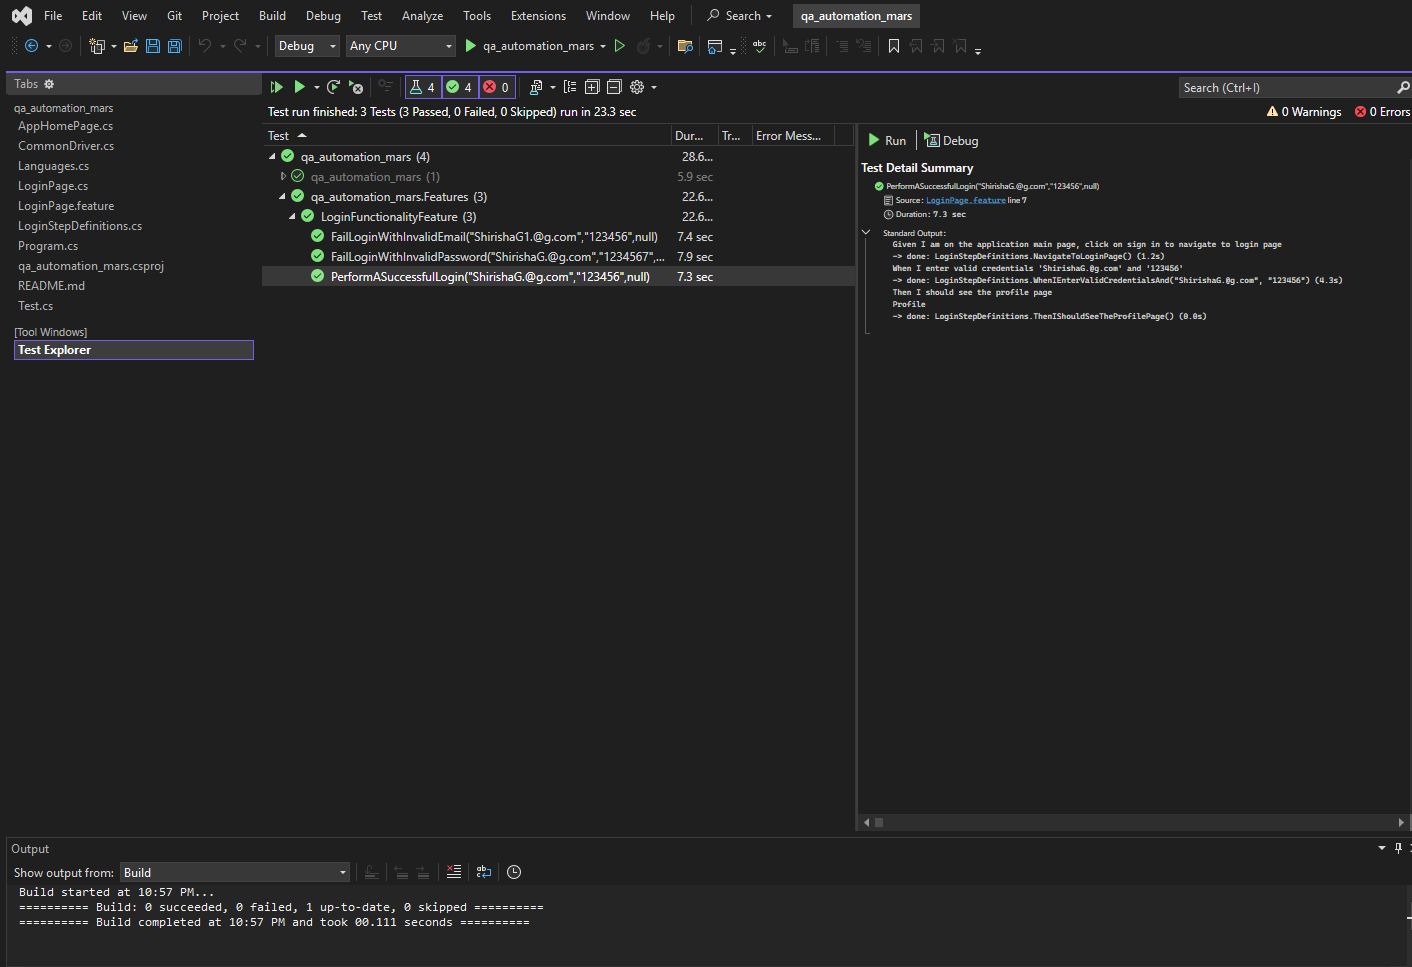 File Edit View Git Project Build Debug Test Analyze Tools Extensions Window Help Search qa_automation_mars
Debug Any CPU qa_automation_mars
Tabs
qa_automation_mars
AppHomePage.cs
CommonDriver.cs
Languages.cs
LoginPage.cs
LoginPage.feature
LoginStepDefinitions.cs
Program.cs
qa_automation_mars.csproj
README.md
Test.cs
[Tool Windows]
Test Explorer
4 4 0
Search (Ctrl+I)
Test run finished: 3 Tests (3 Passed, 0 Failed, 0 Skipped) run in 23.3 sec
0 Warnings 0 Errors
Test Dur... Tr... Error Mess...
qa_automation_mars (4) 28.6...
qa_automation_mars (1) 5.9 sec
qa_automation_mars.Features (3) 22.6...
LoginFunctionalityFeature (3) 22.6...
FailLoginWithInvalidEmail("ShirishaG1.@g.com","123456",null) 7.4 sec
FailLoginWithInvalidPassword("ShirishaG.@g.com","1234567",... 7.9 sec
PerformASuccessfulLogin("ShirishaG.@g.com","123456",null) 7.3 sec
Run Debug
Test Detail Summary
PerformASuccessfulLogin("ShirishaG.@g.com","123456",null)
Source: LoginPage.feature line 7
Duration: 7.3 sec
Standard Output:
Given I am on the application main page, click on sign in to navigate to login page
-> done: LoginStepDefinitions.NavigateToLoginPage() (1.2s)
When I enter valid credentials 'ShirishaG.@g.com' and '123456'
-> done: LoginStepDefinitions.WhenIEnterValidCredentialsAnd("ShirishaG.@g.com", "123456") (4.3s)
Then I should see the profile page
Profile
-> done: LoginStepDefinitions.ThenIShouldSeeTheProfilePage() (0.0s)
Output
Show output from: Build
Build started at 10:57 PM...
========== Build: 0 succeeded, 0 failed, 1 up-to-date, 0 skipped ==========
========== Build completed at 10:57 PM and took 00.111 seconds ==========